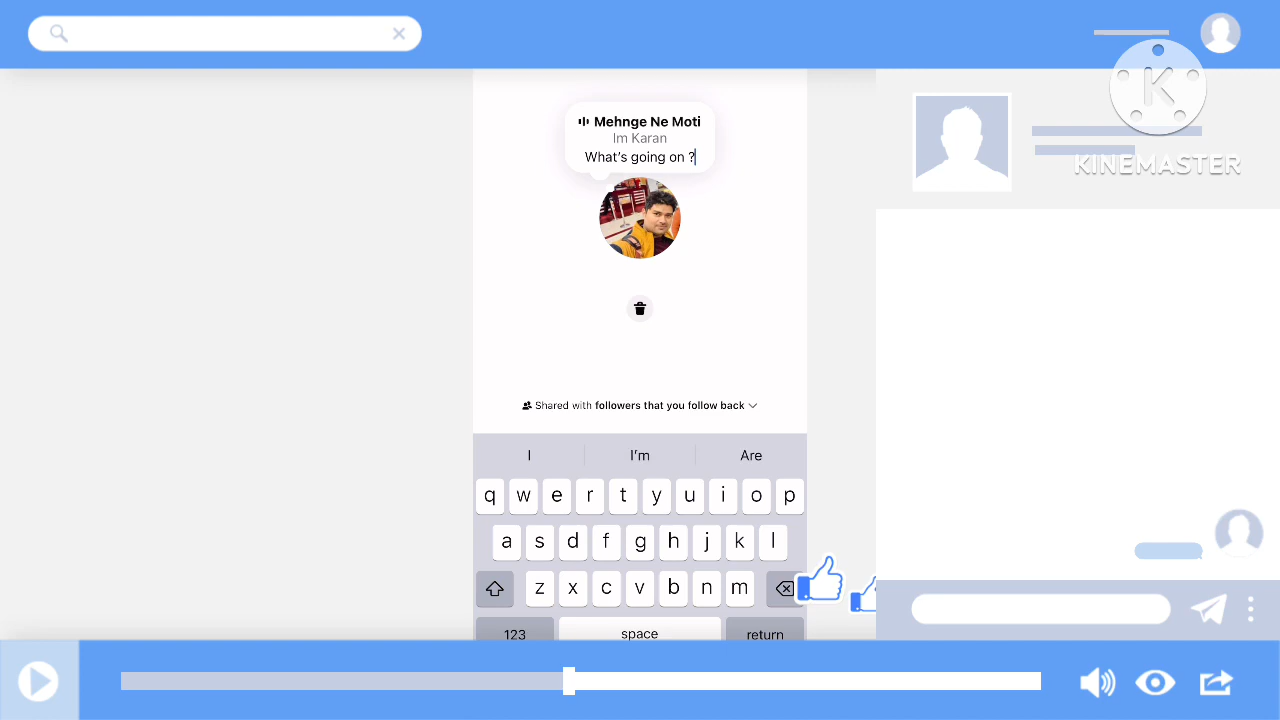 KINEMASTER
Mehnge Ne Moti
Im Karan
What's going on ?
Shared with followers that you follow back
I I'm Are
q w e r t y u i o p
a s d f g h j k l
z x c v b n m
123 space return